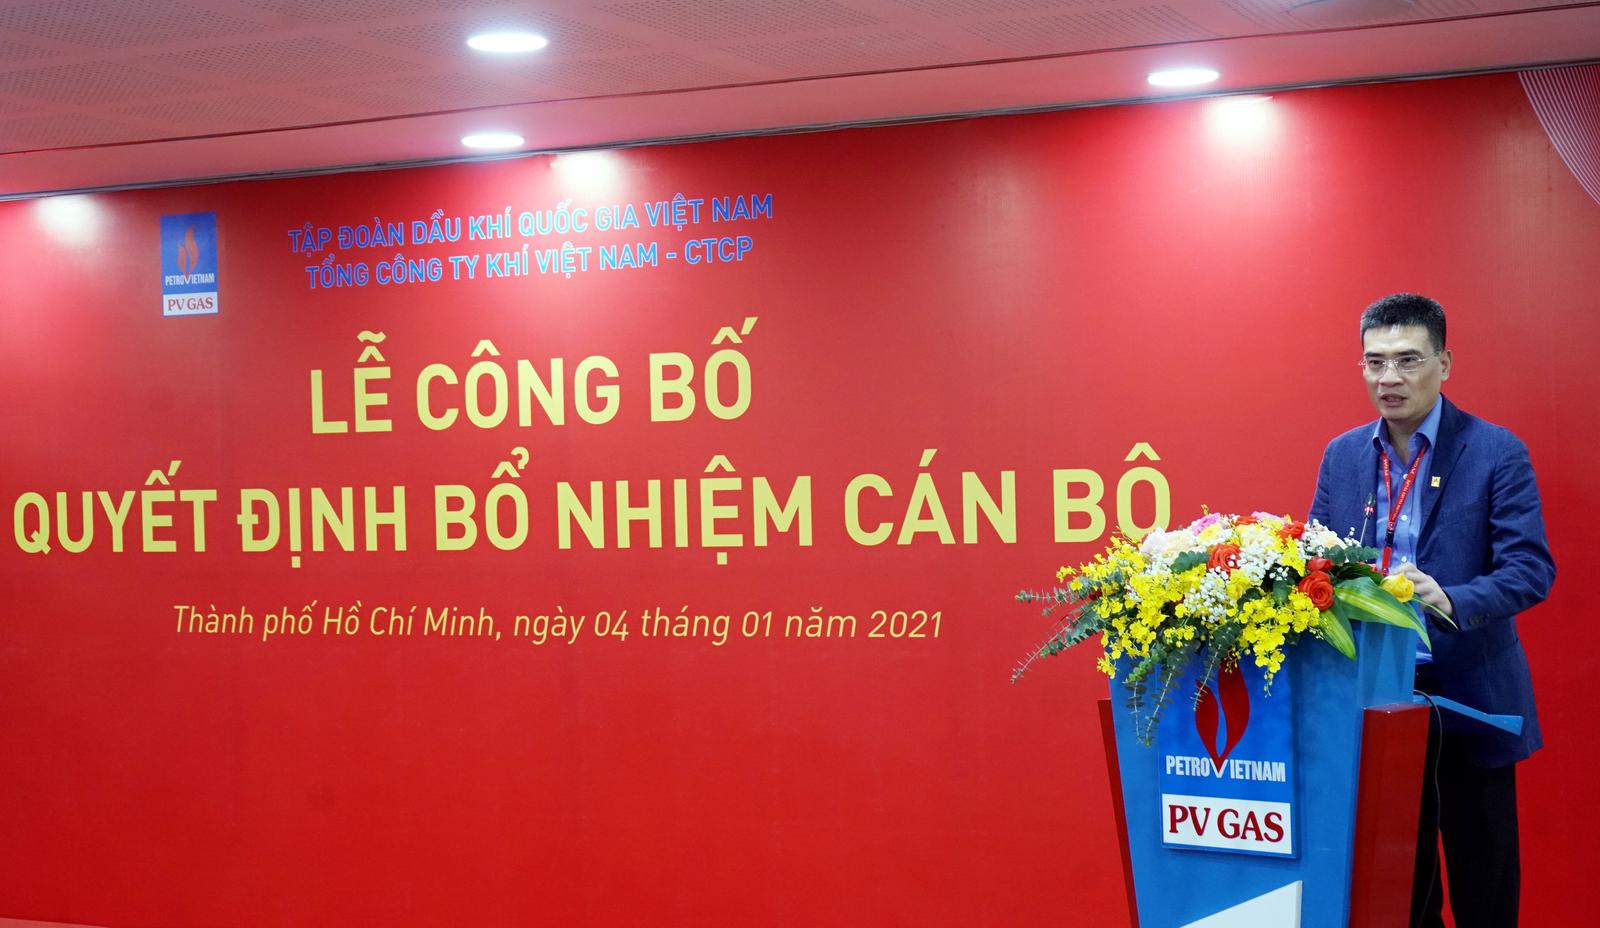 TẬP ĐOÀN DẦU KHÍ QUỐC GIA VIỆT NAM
TỔNG CÔNG TY KHÍ VIỆT NAM - CTCP
PETROVIETNAM
PV GAS
LỄ CÔNG BỐ
QUYẾT ĐỊNH BỔ NHIỆM CÁN BỘ
Thành phố Hồ Chí Minh, ngày 04 tháng 01 năm 2021
PETROVIETNAM
PV GAS